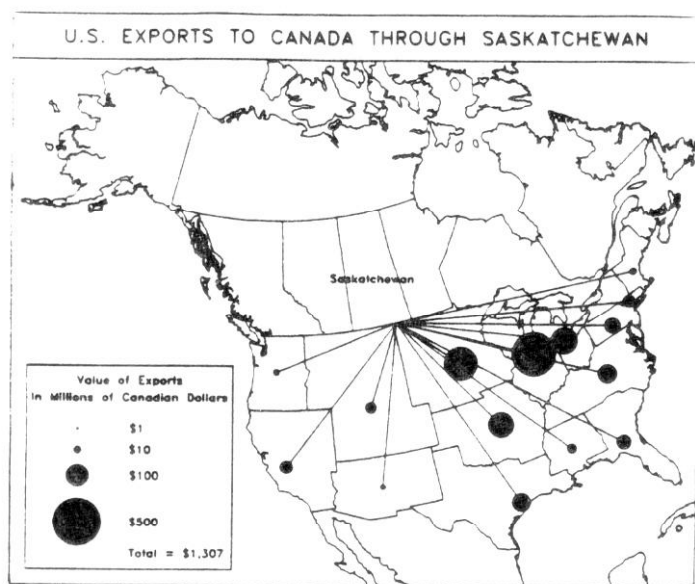 U.S. EXPORTS TO CANADA THROUGH SASKATCHEWAN
Saskatchewan
Value of Exports
In Millions of Canadian Dollars
$1
$10
$100
$500
Total = $1,307